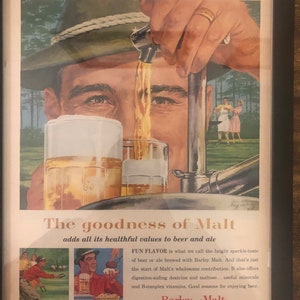 The goodness of Malt
adds all its healthful values to beer and ale
FUN FLAVOR is what we call the bright sparkle-taste
of beer or ale brewed with Barley Malt. And that's just
the start of Malt's wholesome contribution. It also offers
digestion-aiding dextrins and maltose... useful minerals
and B-complex vitamins. Good reasons for enjoying beer.
Barley Malt